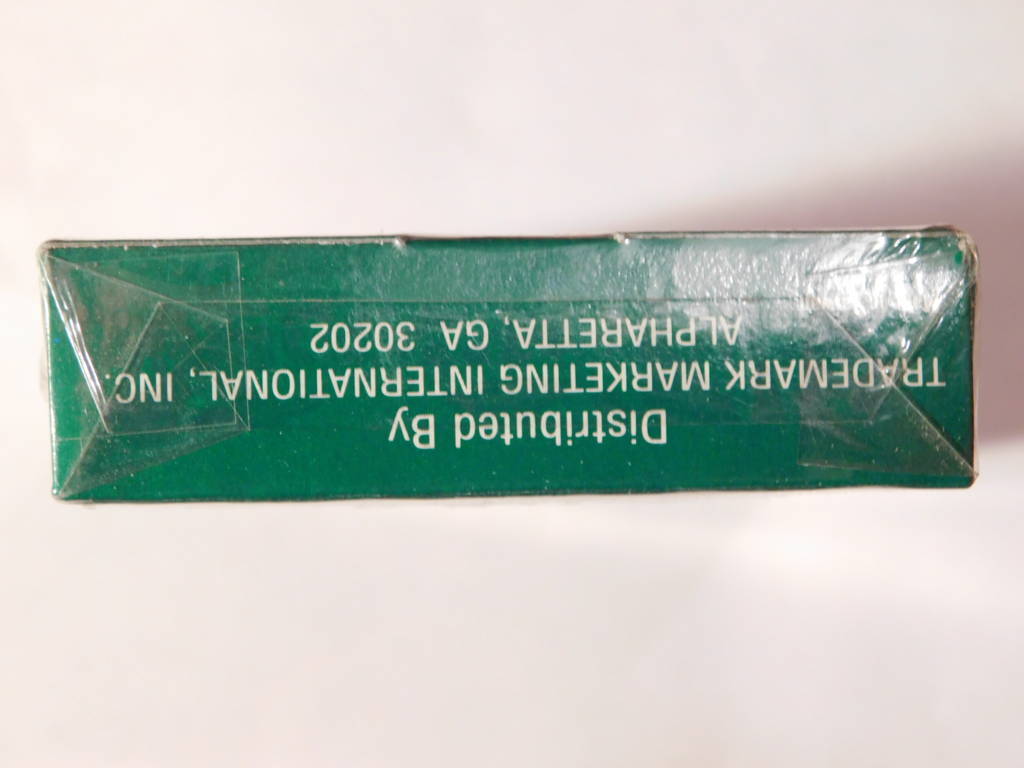 Distributed By
TRADEMARK MARKETING INTERNATIONAL, INC.
ALPHARETTA, GA 30202